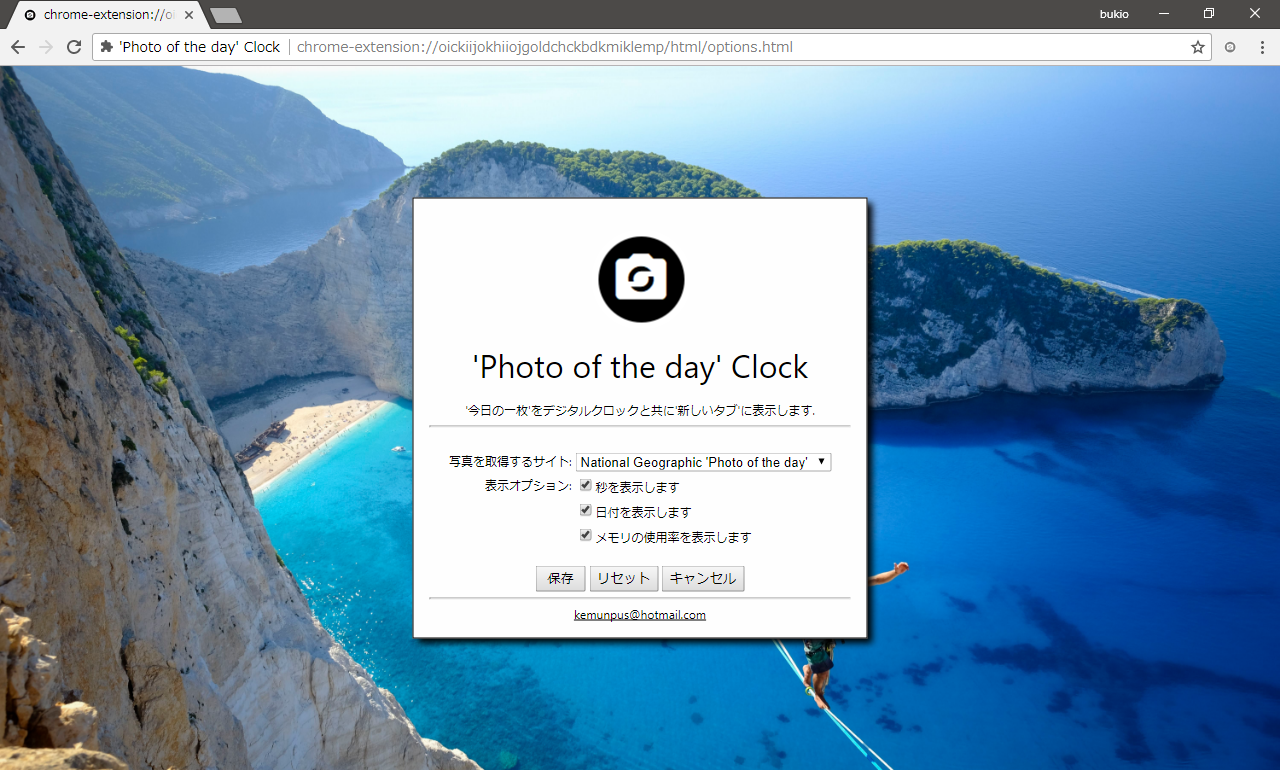 chrome-extension://oi
bukio
'Photo of the day' Clock
chrome-extension://oickiijokhiiojgoldchckbdkmiklemp/html/options.html
'Photo of the day' Clock
'今日の一枚'をデジタルクロックと共に'新しいタブ'に表示します.
写真を取得するサイト: National Geographic 'Photo of the day'
表示オプション: 秒を表示します
日付を表示します
メモリの使用率を表示します
保存 リセット キャンセル
kemunpus@hotmail.com